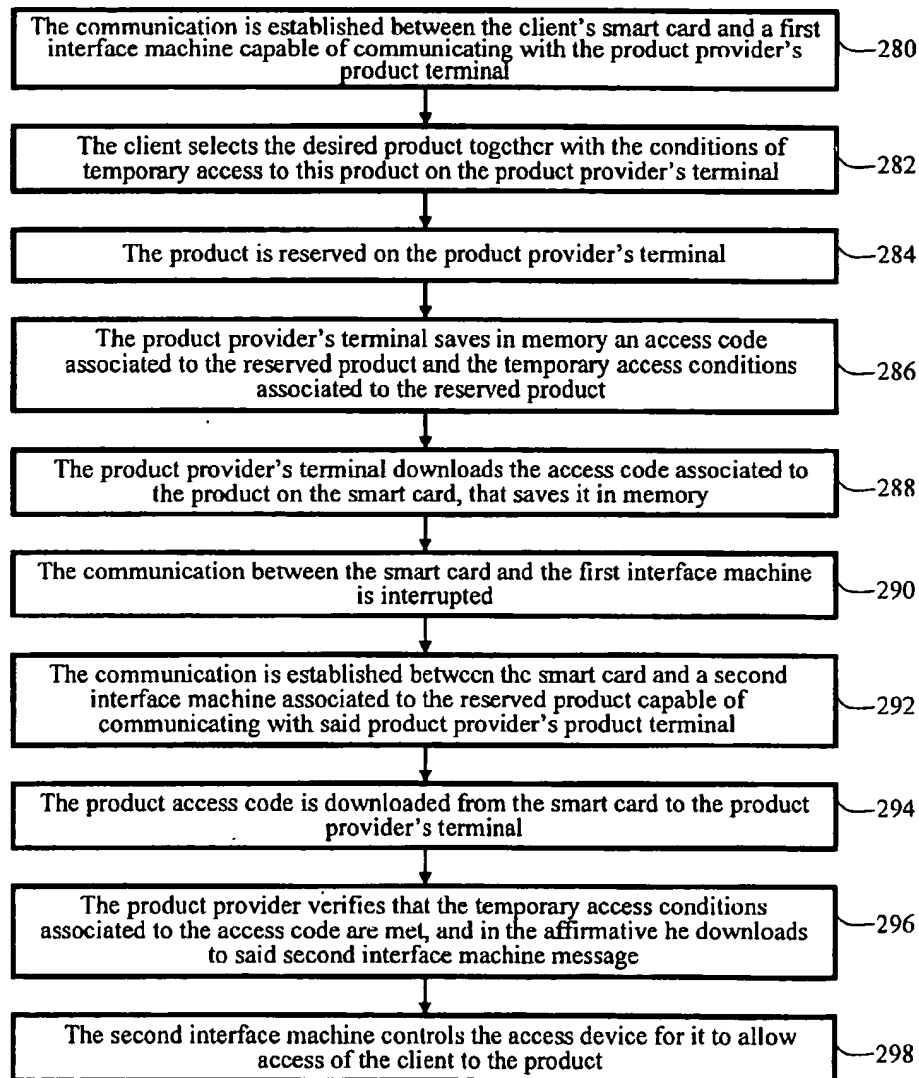 The communication is established between the client's smart card and a first
interface machine capable of communicating with the product provider's
product terminal
280
The client selects the desired product together with the conditions of
temporary access to this product on the product provider's terminal
282
The product is reserved on the product provider's terminal
284
The product provider's terminal saves in memory an access code
associated to the reserved product and the temporary access conditions
associated to the reserved product
286
The product provider's terminal downloads the access code associated to
the product on the smart card, that saves it in memory
288
The communication between the smart card and the first interface machine
is interrupted
290
The communication is established between the smart card and a second
interface machine associated to the reserved product capable of
communicating with said product provider's product terminal
292
The product access code is downloaded from the smart card to the product
provider's terminal
294
The product provider verifies that the temporary access conditions
associated to the access code are met, and in the affirmative he downloads
to said second interface machine message
296
The second interface machine controls the access device for it to allow
access of the client to the product
298